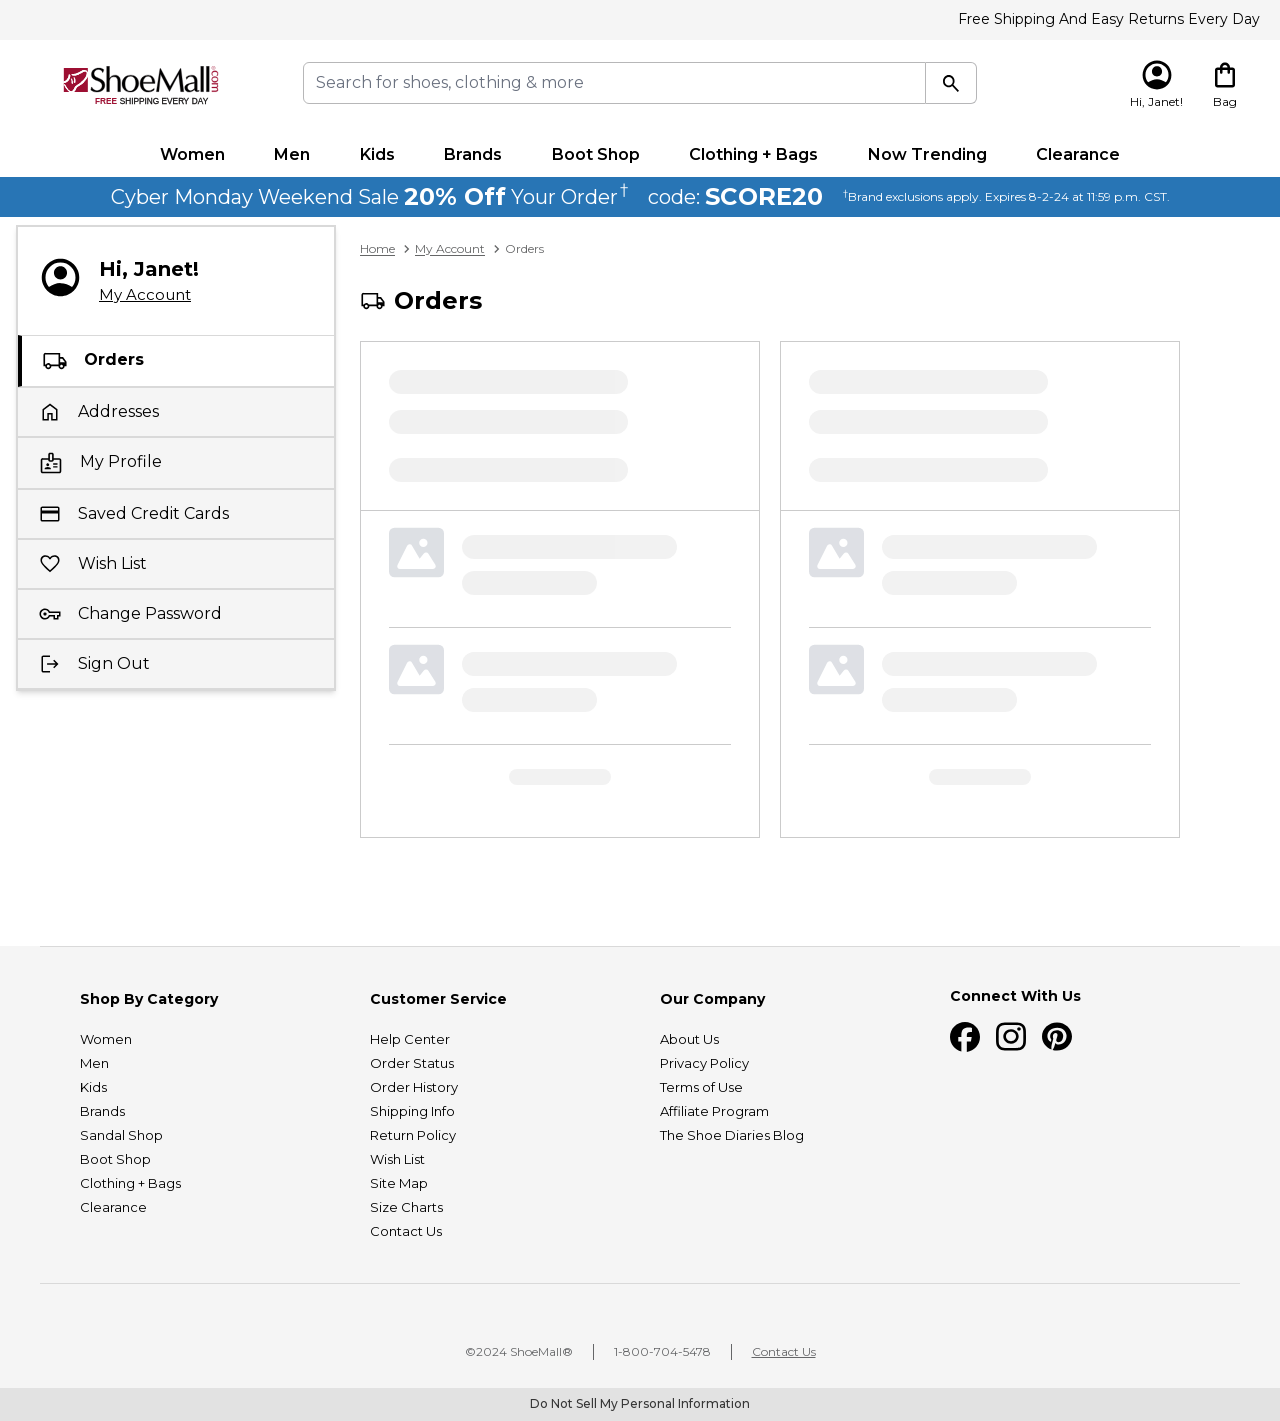 Free Shipping And Easy Returns Every Day
ShoeMall.com
FREE SHIPPING EVERY DAY
Search for shoes, clothing & more
Hi, Janet!
Bag
Women Men Kids Brands Boot Shop Clothing + Bags Now Trending Clearance
Cyber Monday Weekend Sale 20% Off Your Order† code: SCORE20 †Brand exclusions apply. Expires 8-2-24 at 11:59 p.m. CST.
Hi, Janet!
My Account
Orders
Addresses
My Profile
Saved Credit Cards
Wish List
Change Password
Sign Out
Home > My Account > Orders
Orders
Shop By Category
Women
Men
Kids
Brands
Sandal Shop
Boot Shop
Clothing + Bags
Clearance
Customer Service
Help Center
Order Status
Order History
Shipping Info
Return Policy
Wish List
Site Map
Size Charts
Contact Us
Our Company
About Us
Privacy Policy
Terms of Use
Affiliate Program
The Shoe Diaries Blog
Connect With Us
©2024 ShoeMall® | 1-800-704-5478 | Contact Us
Do Not Sell My Personal Information